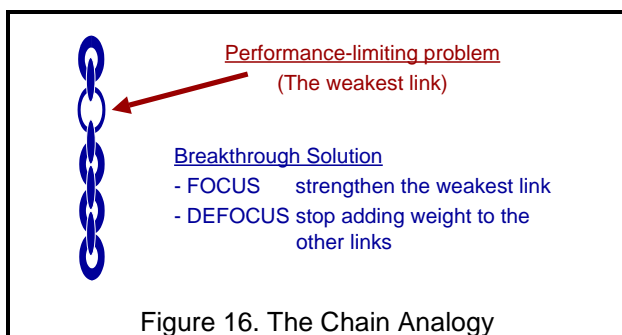 Performance-limiting problem
(The weakest link)
Breakthrough Solution
- FOCUS strengthen the weakest link
- DEFOCUS stop adding weight to the
other links
Figure 16. The Chain Analogy